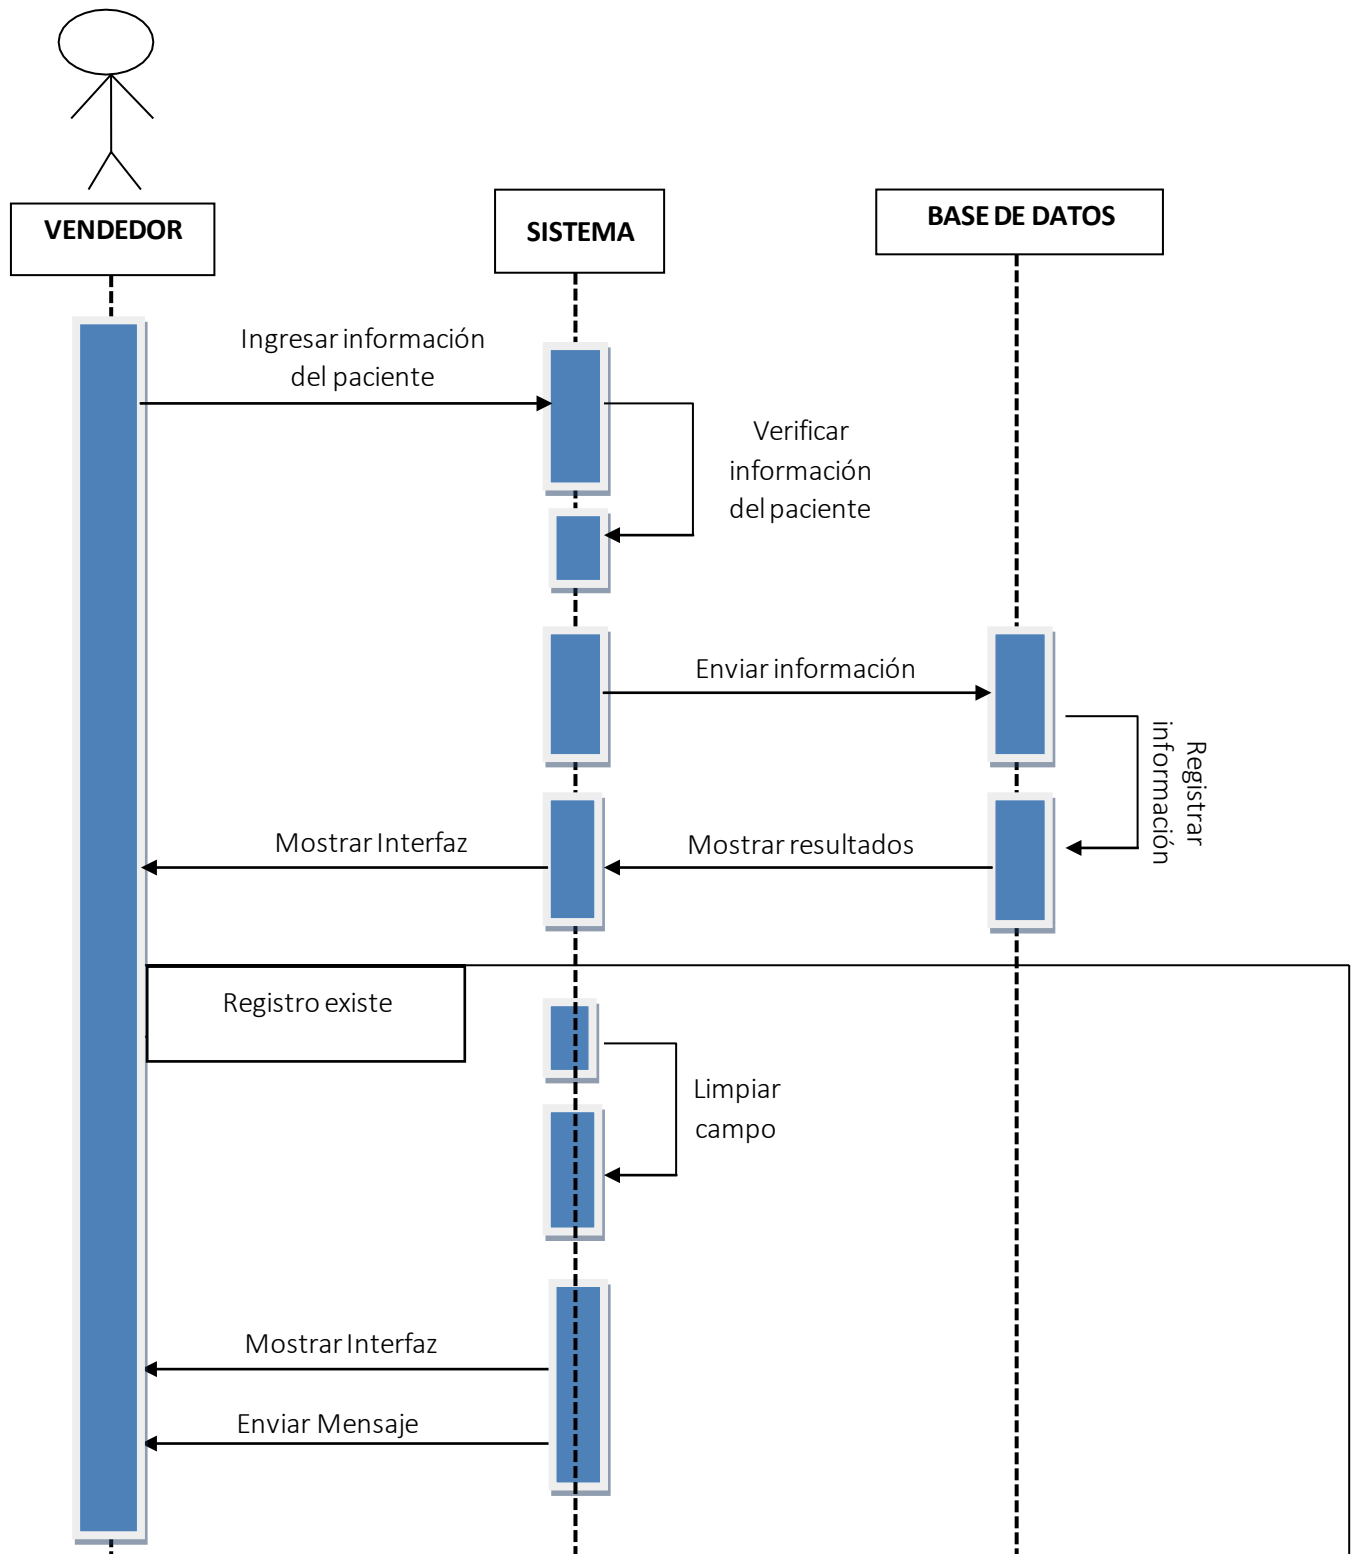 VENDEDOR
SISTEMA
BASE DE DATOS
Ingresar información
del paciente
Verificar
información
del paciente
Enviar información
Registrar
información
Mostrar Interfaz
Mostrar resultados
Registro existe
Limpiar
campo
Mostrar Interfaz
Enviar Mensaje